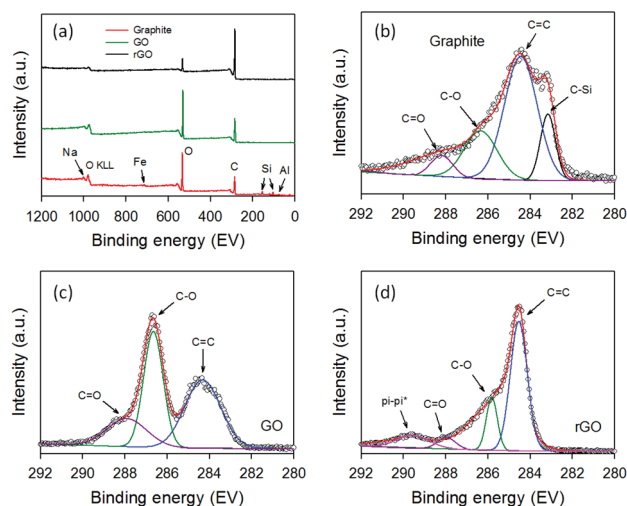 (a)
Graphite
GO
rGO
Na
O KLL
Fe
O
C
Si
Al
Intensity (a.u.)
1200 1000 800 600 400 200 0
Binding energy (EV)
(b)
Graphite
C=C
C-Si
C-O
C=O
Intensity (a.u.)
292 290 288 286 284 282 280
Binding energy (EV)
(c)
C-O
C=C
C=O
GO
Intensity (a.u.)
292 290 288 286 284 282 280
Binding energy (EV)
(d)
C=C
C-O
pi-pi*
C=O
rGO
Intensity (a.u.)
292 290 288 286 284 282 280
Binding energy (EV)